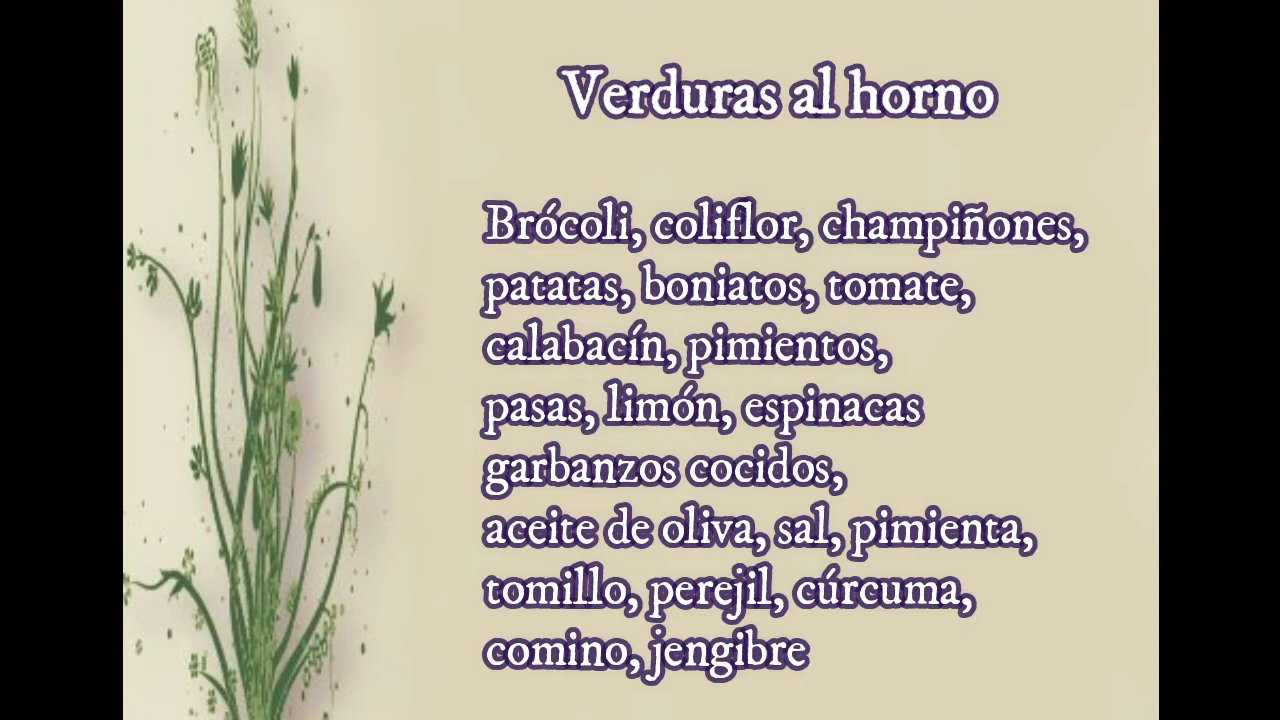 Verduras al horno
Brócoli, coliflor, champiñones,
patatas, boniatos, tomate,
calabacín, pimientos,
pasas, limón, espinacas
garbanzos cocidos,
aceite de oliva, sal, pimienta,
tomillo, perejil, cúrcuma,
comino, jengibre